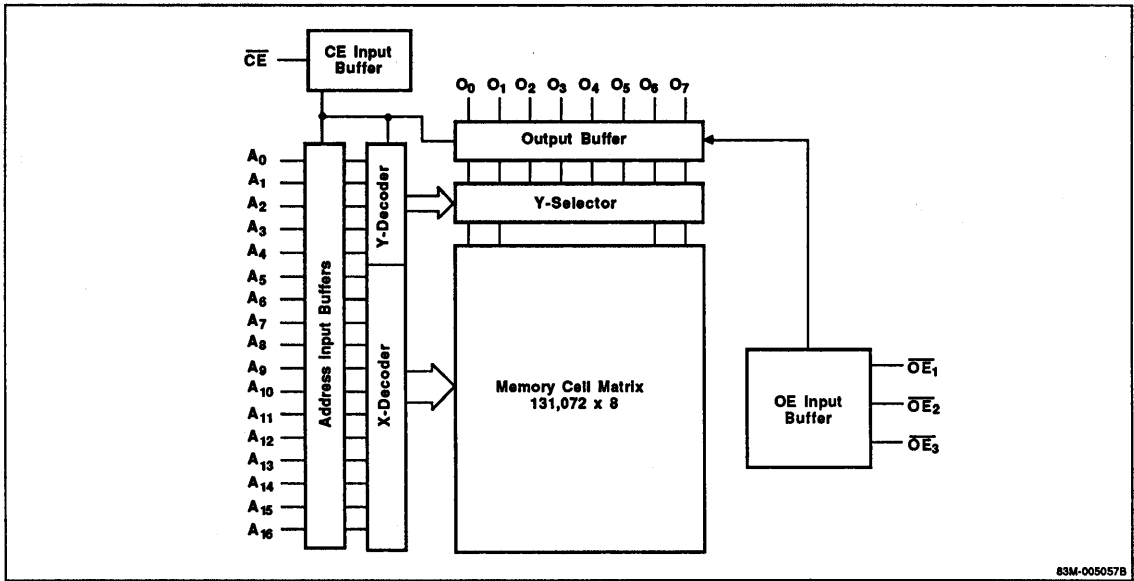 CE
CE Input
Buffer
O0 O1 O2 O3 O4 O5 O6 O7
Output Buffer
Y-Selector
A0
A1
A2
A3
A4
A5
A6
A7
A8
A9
A10
A11
A12
A13
A14
A15
A16
Address Input Buffers
Y-Decoder
X-Decoder
Memory Cell Matrix
131,072 x 8
OE Input
Buffer
OE1
OE2
OE3
83M-005057B